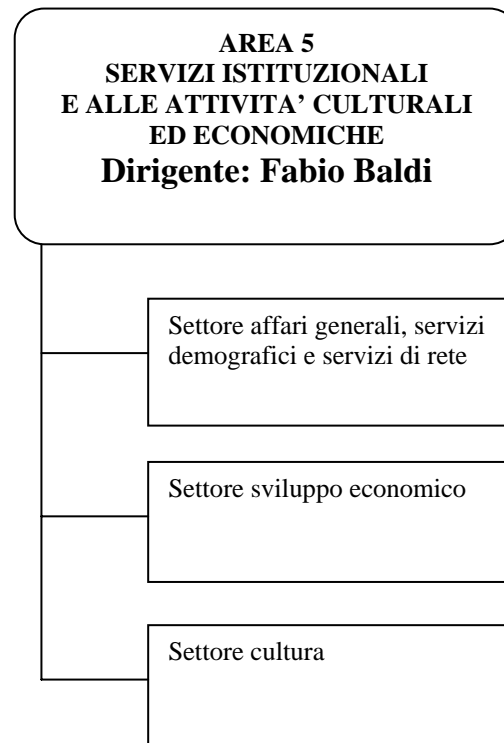 AREA 5
SERVIZI ISTITUZIONALI
E ALLE ATTIVITA’ CULTURALI
ED ECONOMICHE
Dirigente: Fabio Baldi
Settore affari generali, servizi
demografici e servizi di rete
Settore sviluppo economico
Settore cultura